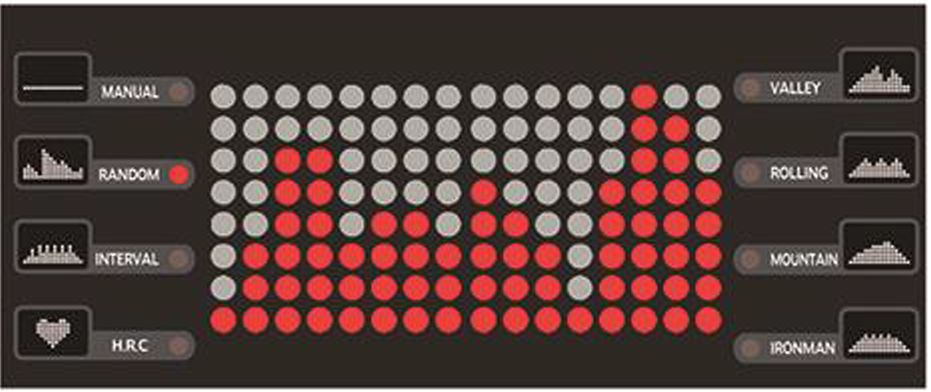 MANUAL
RANDOM
INTERVAL
H.R.C
VALLEY
ROLLING
MOUNTAIN
IRONMAN